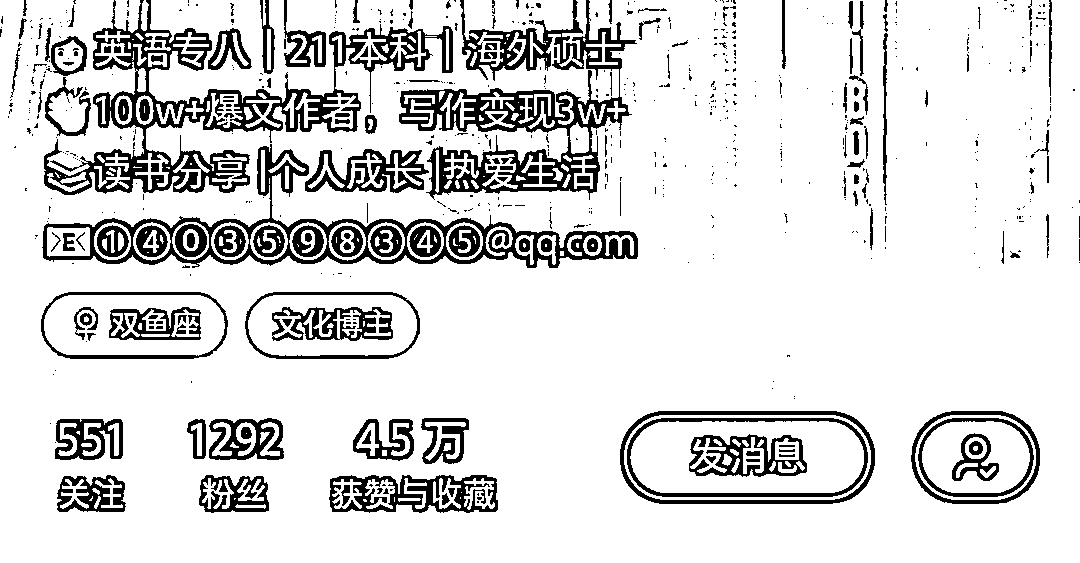 英语专八 | 211本科 | 海外硕士
100w+爆文作者，写作变现3w+
读书分享 |个人成长 |热爱生活
①④⓪③⑤⑨⑧③④⑤@qq.com
双鱼座 文化博主
551 1292 4.5 万
关注 粉丝 获赞与收藏
发消息